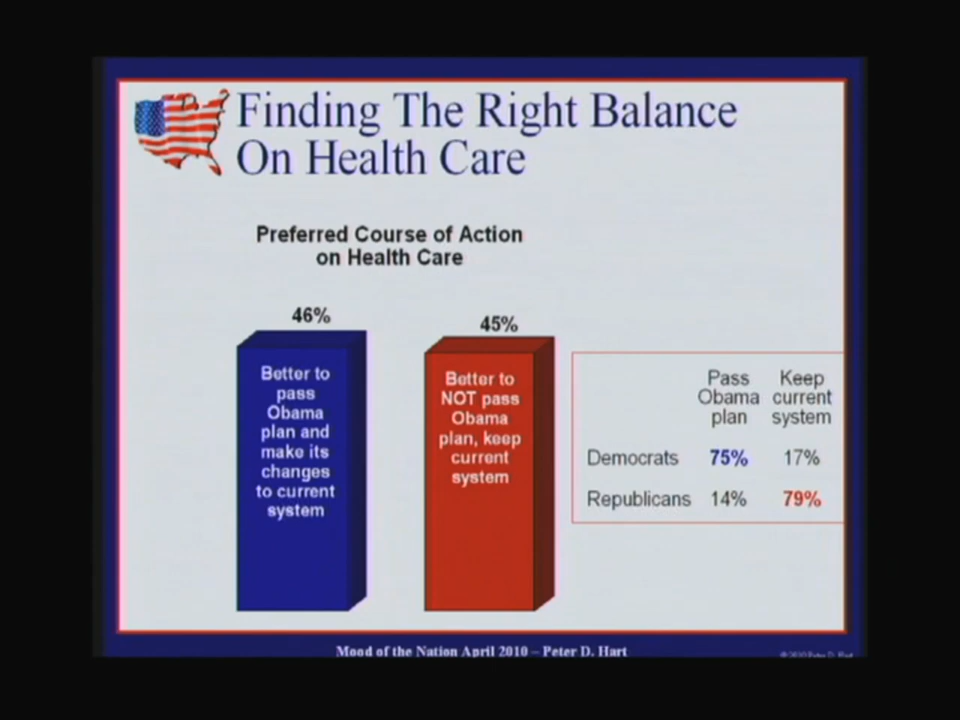 Finding The Right Balance
On Health Care
Preferred Course of Action
on Health Care
46%
Better to
pass
Obama
plan and
make its
changes
to current
system
45%
Better to
NOT pass
Obama
plan, keep
current
system
Pass Keep
Obama current
plan system
Democrats 75% 17%
Republicans 14% 79%
Mood of the Nation April 2010 – Peter D. Hart
© 2010 Peter D. Hart